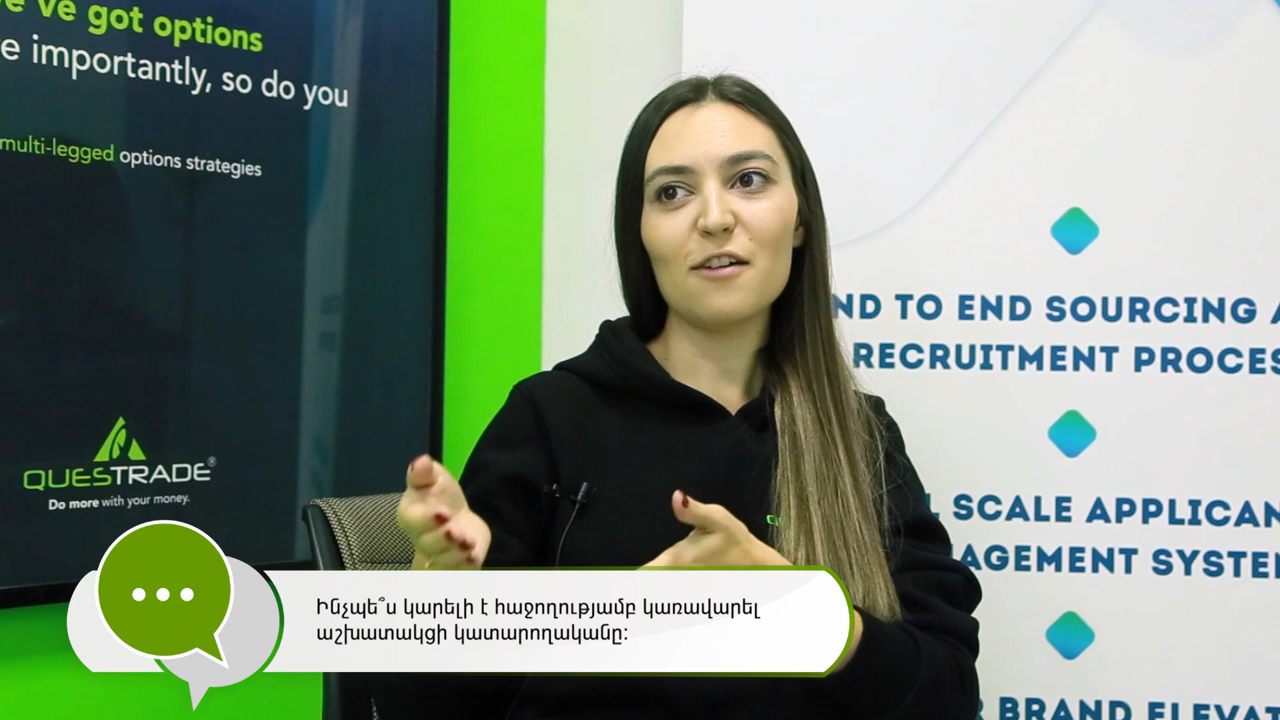 e've got options
e importantly, so do you
multi-legged options strategies
QUESTRADE®
Do more with your money.
ND TO END SOURCING A
RECRUITMENT PROCES
L SCALE APPLICAN
AGEMENT SYSTE
R BRAND ELEVAT
Ինչպե՞ս կարելի է հաջողությամբ կառավարել
աշխատակցի կատարողականը: